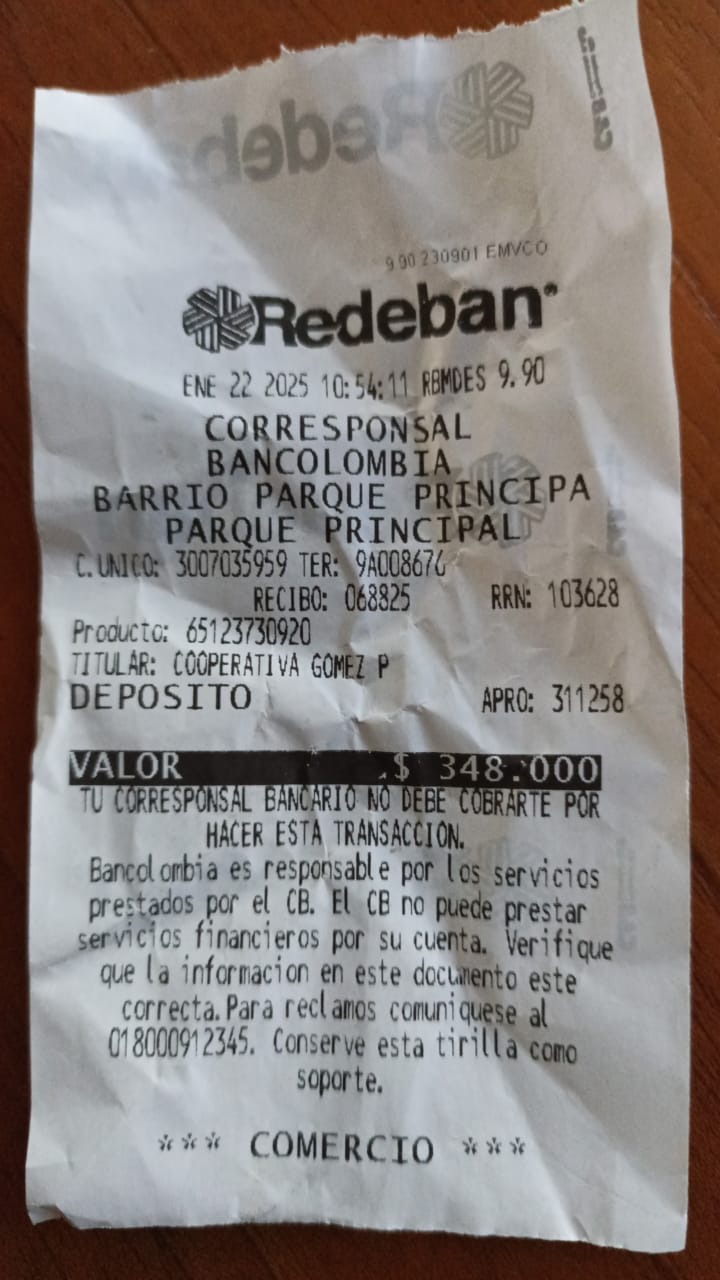 9.90 230901 EMVCO
Redeban
ENE 22 2025 10:54:11 RBMDES 9.90
CORRESPONSAL
BANCOLOMBIA
BARRIO PARQUE PRINCIPA
PARQUE PRINCIPAL
C.UNICO: 3007035959 TER: 9A008676
RECIBO: 068825 RRN: 103628
Producto: 65123730920
TITULAR: COOPERATIVA GOMEZ P
DEPOSITO APRO: 311258
VALOR $ 348.000
TU CORRESPONSAL BANCARIO NO DEBE COBRARTE POR
HACER ESTA TRANSACCION.
Bancolombia es responsable por los servicios
prestados por el CB. El CB no puede prestar
servicios financieros por su cuenta. Verifique
que la informacion en este documento este
correcta.Para reclamos comuniquese al
018000912345. Conserve esta tirilla como
soporte.
*** COMERCIO ***